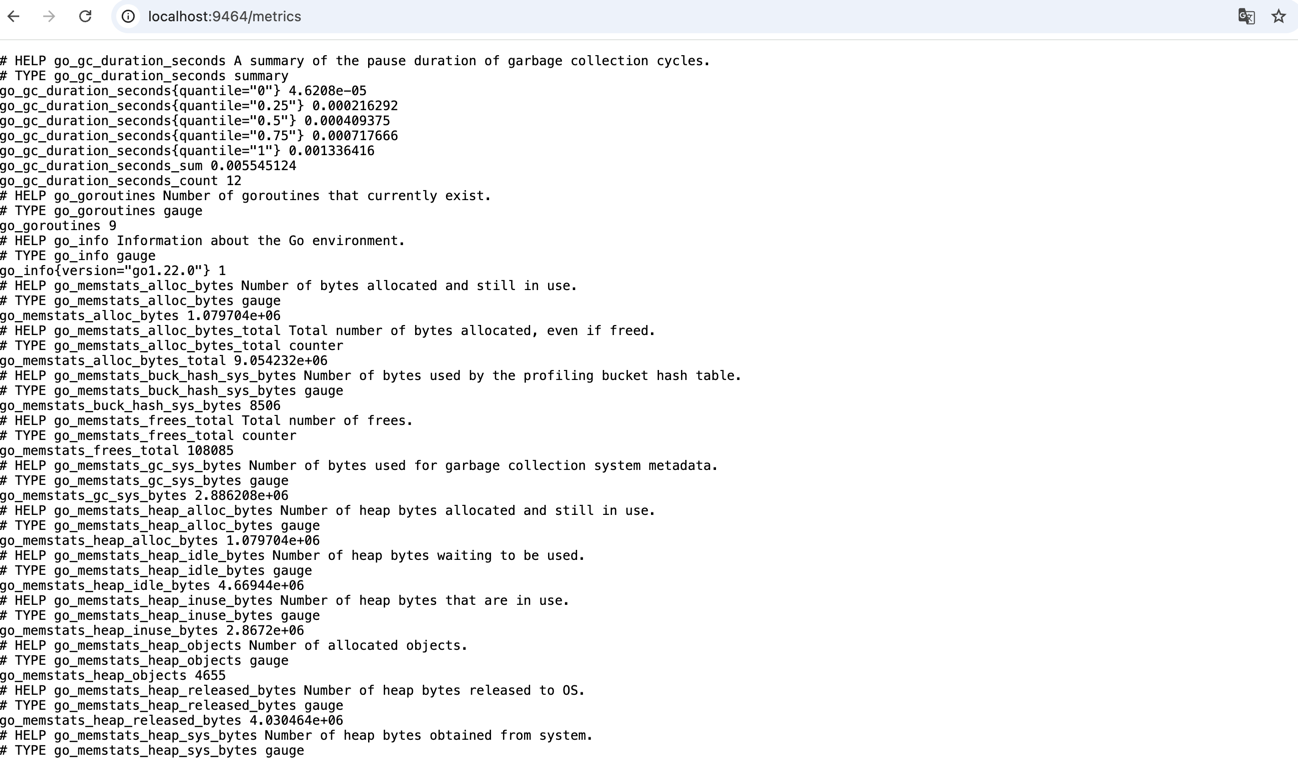 localhost:9464/metrics
# HELP go_gc_duration_seconds A summary of the pause duration of garbage collection cycles.
# TYPE go_gc_duration_seconds summary
go_gc_duration_seconds{quantile="0"} 4.6208e-05
go_gc_duration_seconds{quantile="0.25"} 0.000216292
go_gc_duration_seconds{quantile="0.5"} 0.000409375
go_gc_duration_seconds{quantile="0.75"} 0.000717666
go_gc_duration_seconds{quantile="1"} 0.001336416
go_gc_duration_seconds_sum 0.005545124
go_gc_duration_seconds_count 12
# HELP go_goroutines Number of goroutines that currently exist.
# TYPE go_goroutines gauge
go_goroutines 9
# HELP go_info Information about the Go environment.
# TYPE go_info gauge
go_info{version="go1.22.0"} 1
# HELP go_memstats_alloc_bytes Number of bytes allocated and still in use.
# TYPE go_memstats_alloc_bytes gauge
go_memstats_alloc_bytes 1.079704e+06
# HELP go_memstats_alloc_bytes_total Total number of bytes allocated, even if freed.
# TYPE go_memstats_alloc_bytes_total counter
go_memstats_alloc_bytes_total 9.054232e+06
# HELP go_memstats_buck_hash_sys_bytes Number of bytes used by the profiling bucket hash table.
# TYPE go_memstats_buck_hash_sys_bytes gauge
go_memstats_buck_hash_sys_bytes 8506
# HELP go_memstats_frees_total Total number of frees.
# TYPE go_memstats_frees_total counter
go_memstats_frees_total 108085
# HELP go_memstats_gc_sys_bytes Number of bytes used for garbage collection system metadata.
# TYPE go_memstats_gc_sys_bytes gauge
go_memstats_gc_sys_bytes 2.886208e+06
# HELP go_memstats_heap_alloc_bytes Number of heap bytes allocated and still in use.
# TYPE go_memstats_heap_alloc_bytes gauge
go_memstats_heap_alloc_bytes 1.079704e+06
# HELP go_memstats_heap_idle_bytes Number of heap bytes waiting to be used.
# TYPE go_memstats_heap_idle_bytes gauge
go_memstats_heap_idle_bytes 4.66944e+06
# HELP go_memstats_heap_inuse_bytes Number of heap bytes that are in use.
# TYPE go_memstats_heap_inuse_bytes gauge
go_memstats_heap_inuse_bytes 2.8672e+06
# HELP go_memstats_heap_objects Number of allocated objects.
# TYPE go_memstats_heap_objects gauge
go_memstats_heap_objects 4655
# HELP go_memstats_heap_released_bytes Number of heap bytes released to OS.
# TYPE go_memstats_heap_released_bytes gauge
go_memstats_heap_released_bytes 4.030464e+06
# HELP go_memstats_heap_sys_bytes Number of heap bytes obtained from system.
# TYPE go_memstats_heap_sys_bytes gauge